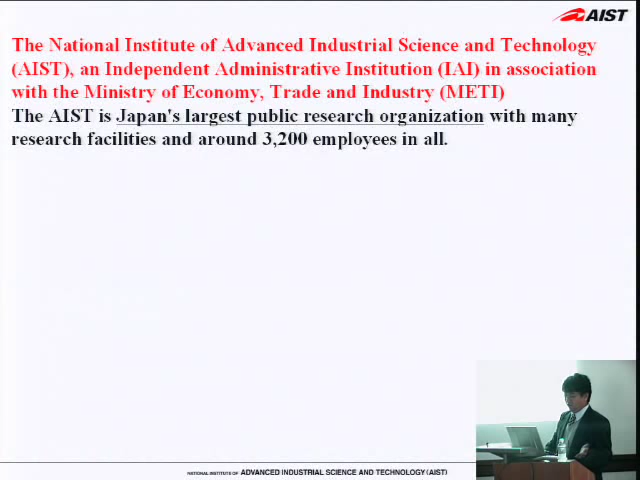 AIST
The National Institute of Advanced Industrial Science and Technology
(AIST), an Independent Administrative Institution (IAI) in association
with the Ministry of Economy, Trade and Industry (METI)
The AIST is Japan's largest public research organization with many
research facilities and around 3,200 employees in all.
NATIONAL INSTITUTE OF ADVANCED INDUSTRIAL SCIENCE AND TECHNOLOGY (AIST)